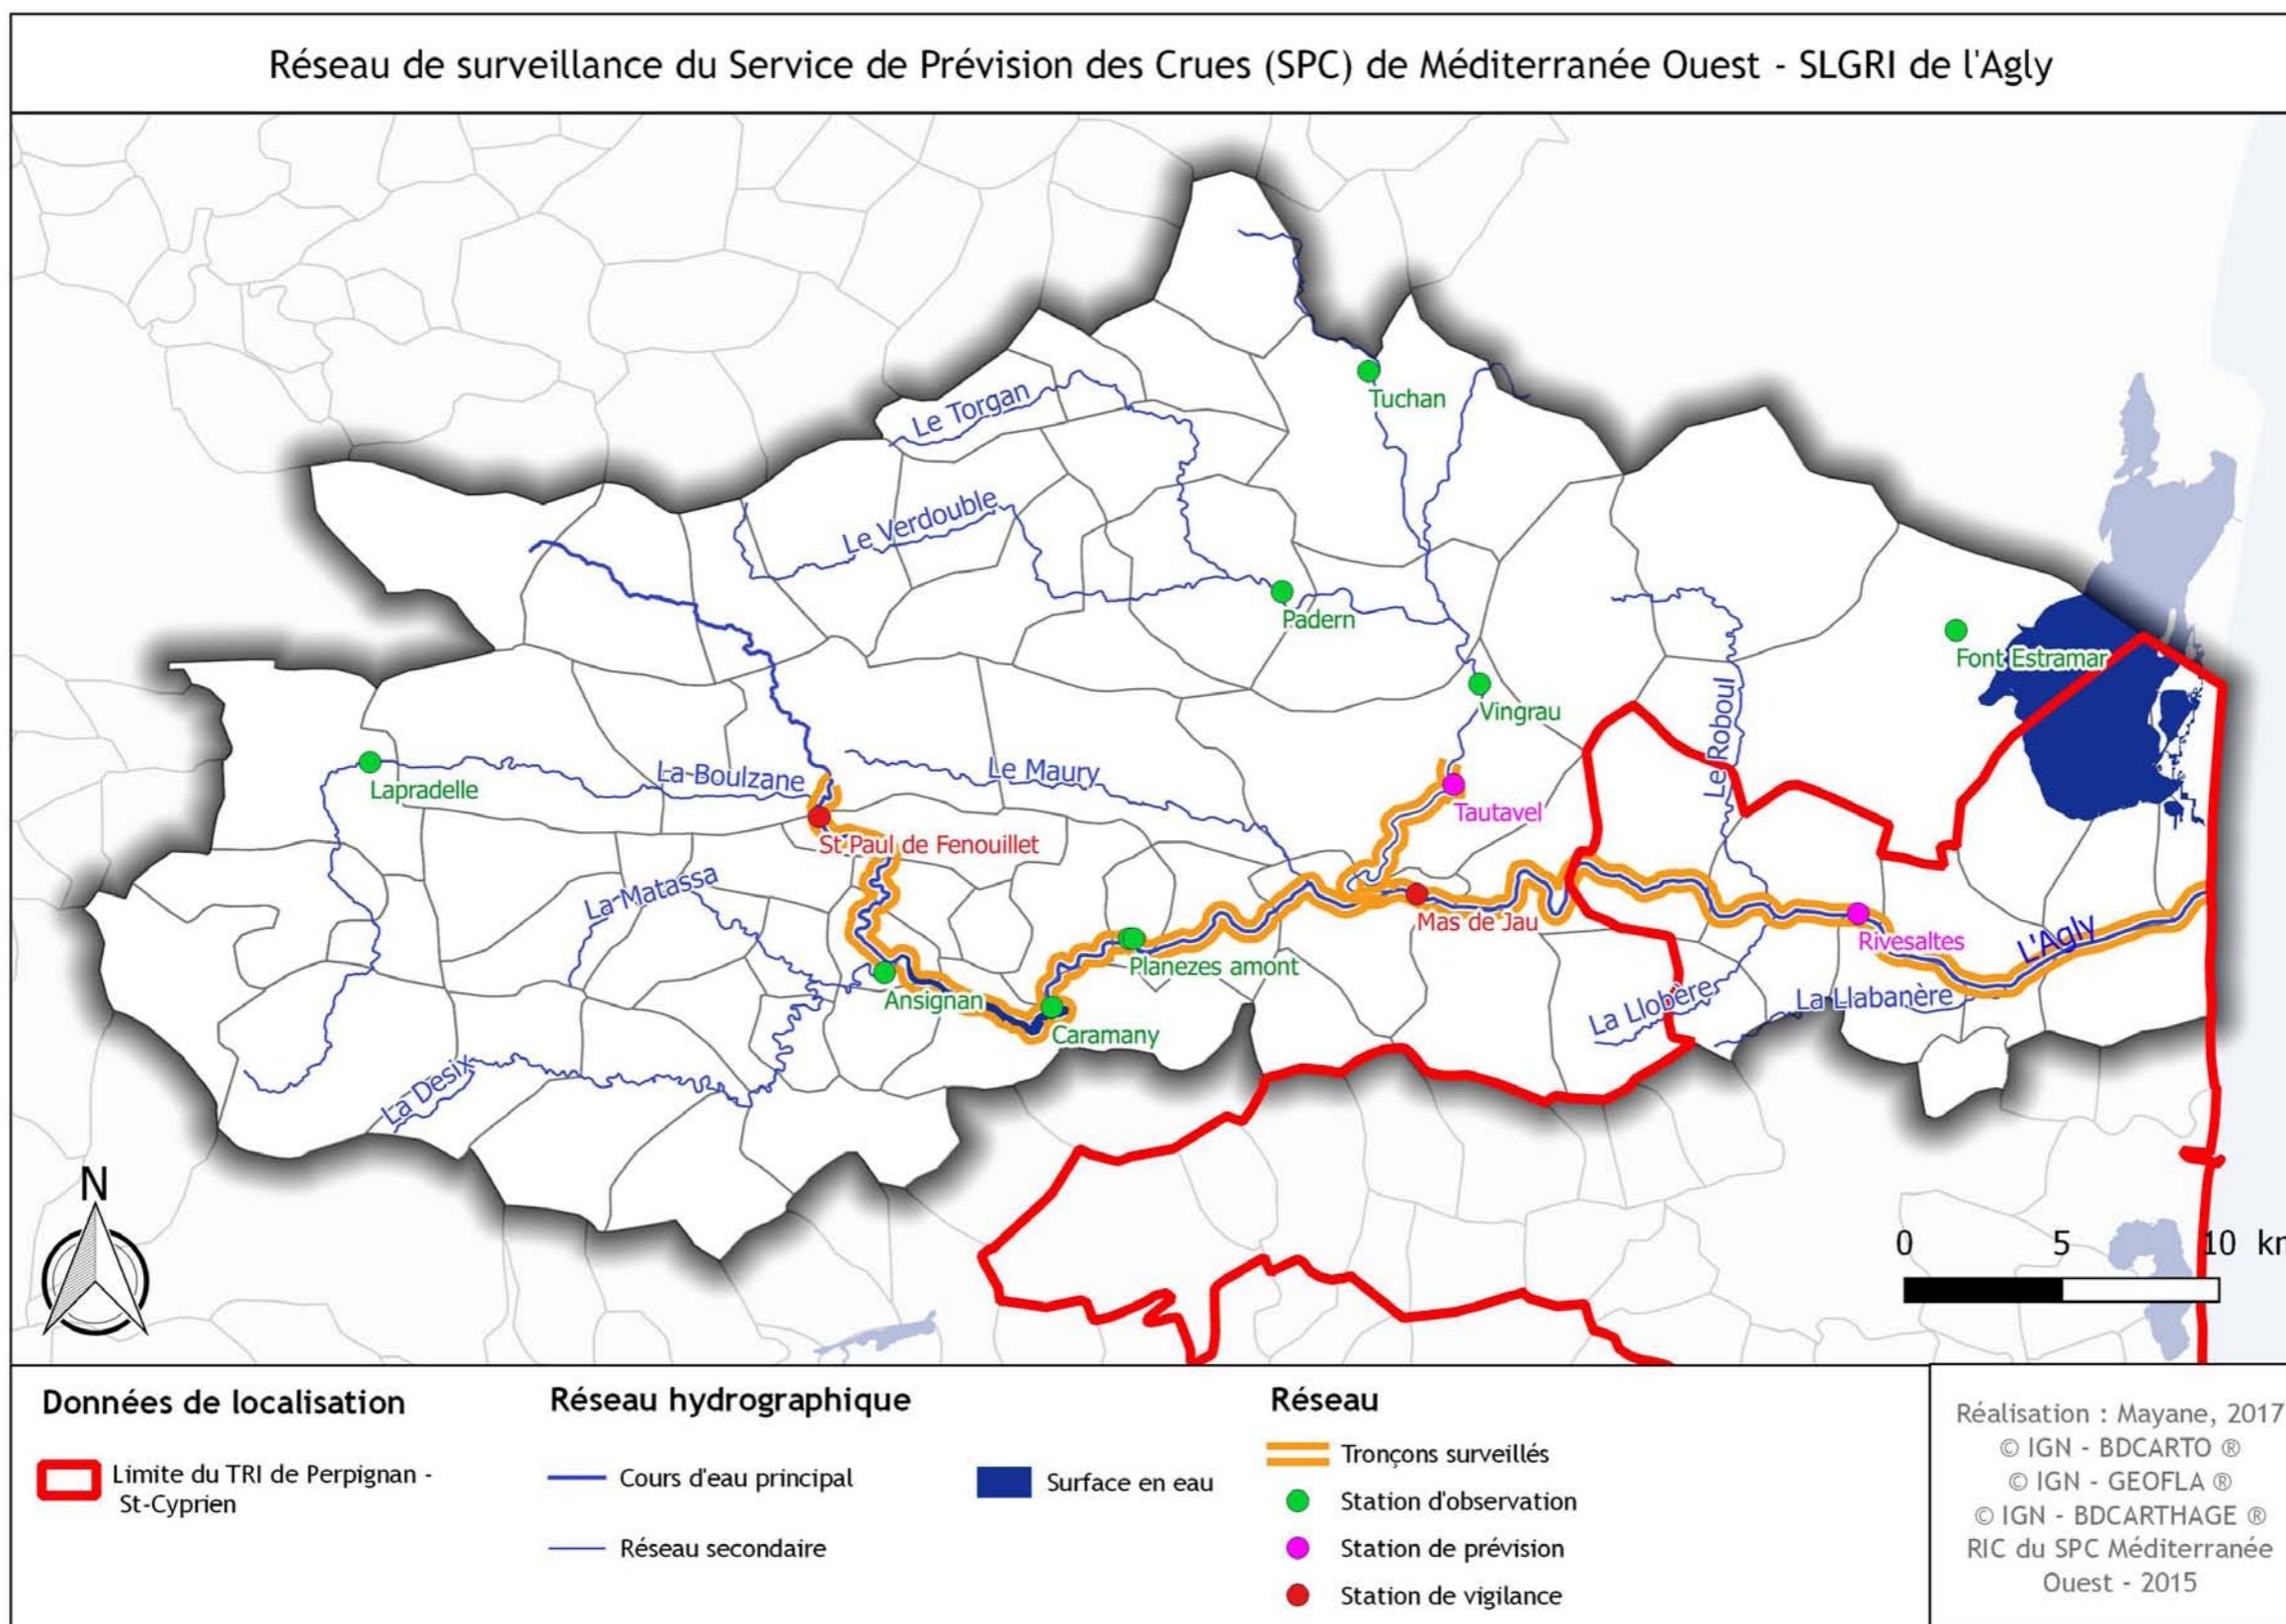 Réseau de surveillance du Service de Prévision des Crues (SPC) de Méditerranée Ouest - SLGRI de l'Agly
Le Torgan
Tuchan
Le Verdouble
Padern
Font Estramar
Vingrau
Le Roboul
Lapradelle
La Boulzane
Le Maury
Tautavel
St Paul de Fenouillet
La Matassa
Mas de Jau
Rivesaltes
L'Agly
Planezes amont
Ansignan
La Llobère
La Llabanère
Caramany
La Desix
N
0 5 10 km
Données de localisation
Limite du TRI de Perpignan -
St-Cyprien
Réseau hydrographique
Cours d'eau principal
Réseau secondaire
Surface en eau
Réseau
Tronçons surveillés
Station d'observation
Station de prévision
Station de vigilance
Réalisation : Mayane, 2017
© IGN - BDCARTO ®
© IGN - GEOFLA ®
© IGN - BDCARTHAGE ®
RIC du SPC Méditerranée
Ouest - 2015